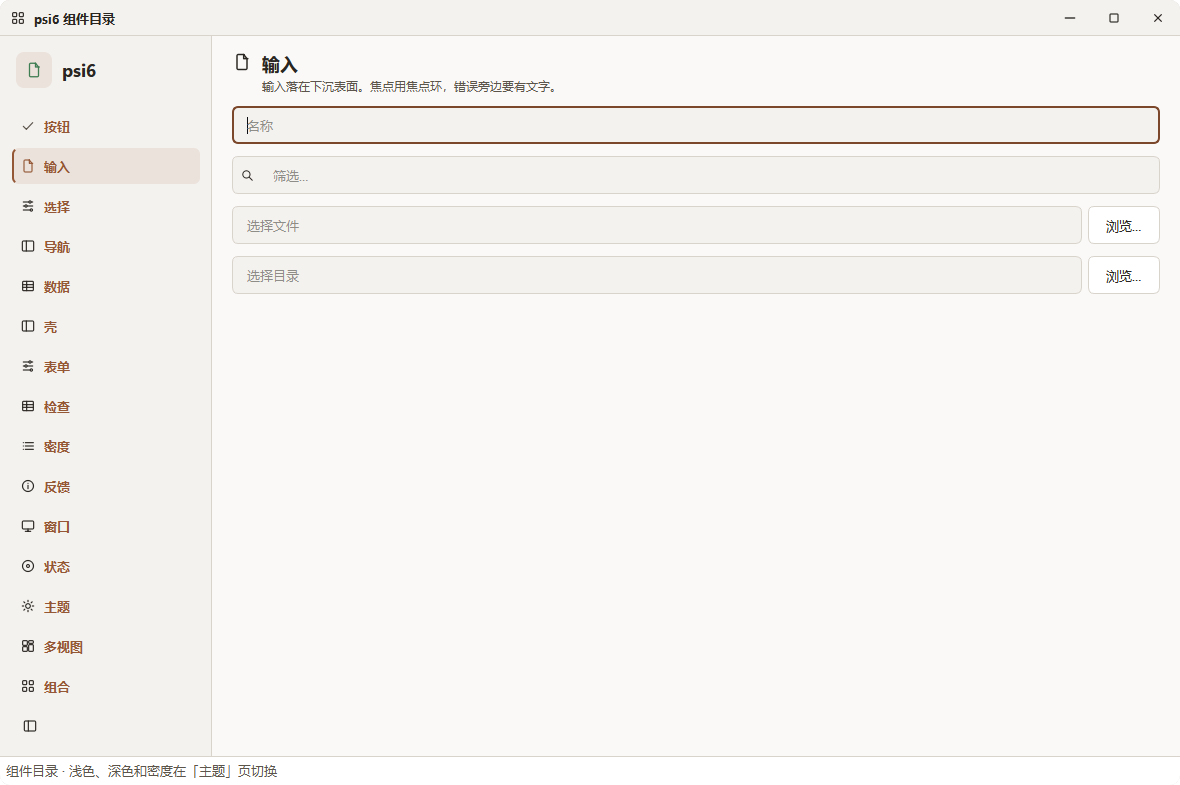 psi6 组件目录
psi6
按钮
输入
选择
导航
数据
壳
表单
检查
密度
反馈
窗口
状态
主题
多视图
组合
输入
输入落在下沉表面。焦点用焦点环，错误旁边要有文字。
名称
筛选...
选择文件
浏览...
选择目录
浏览...
组件目录 · 浅色、深色和密度在「主题」页切换